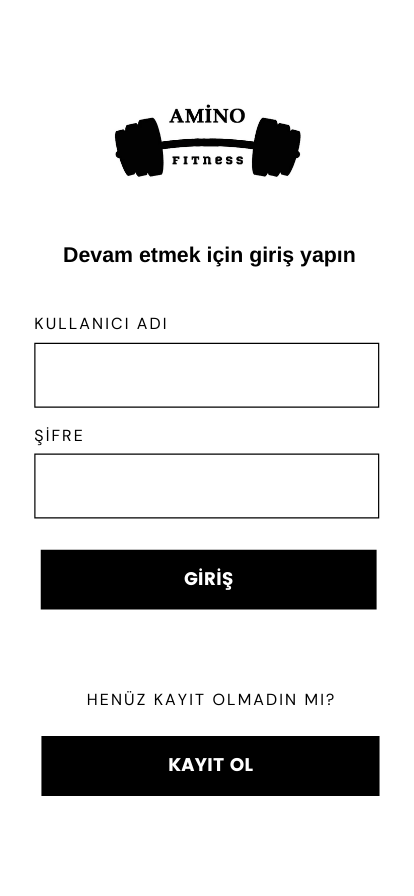 AMİNO
FITNESS
Devam etmek için giriş yapın
KULLANICI ADI
ŞİFRE
GİRİŞ
HENÜZ KAYIT OLMADIN MI?
KAYIT OL